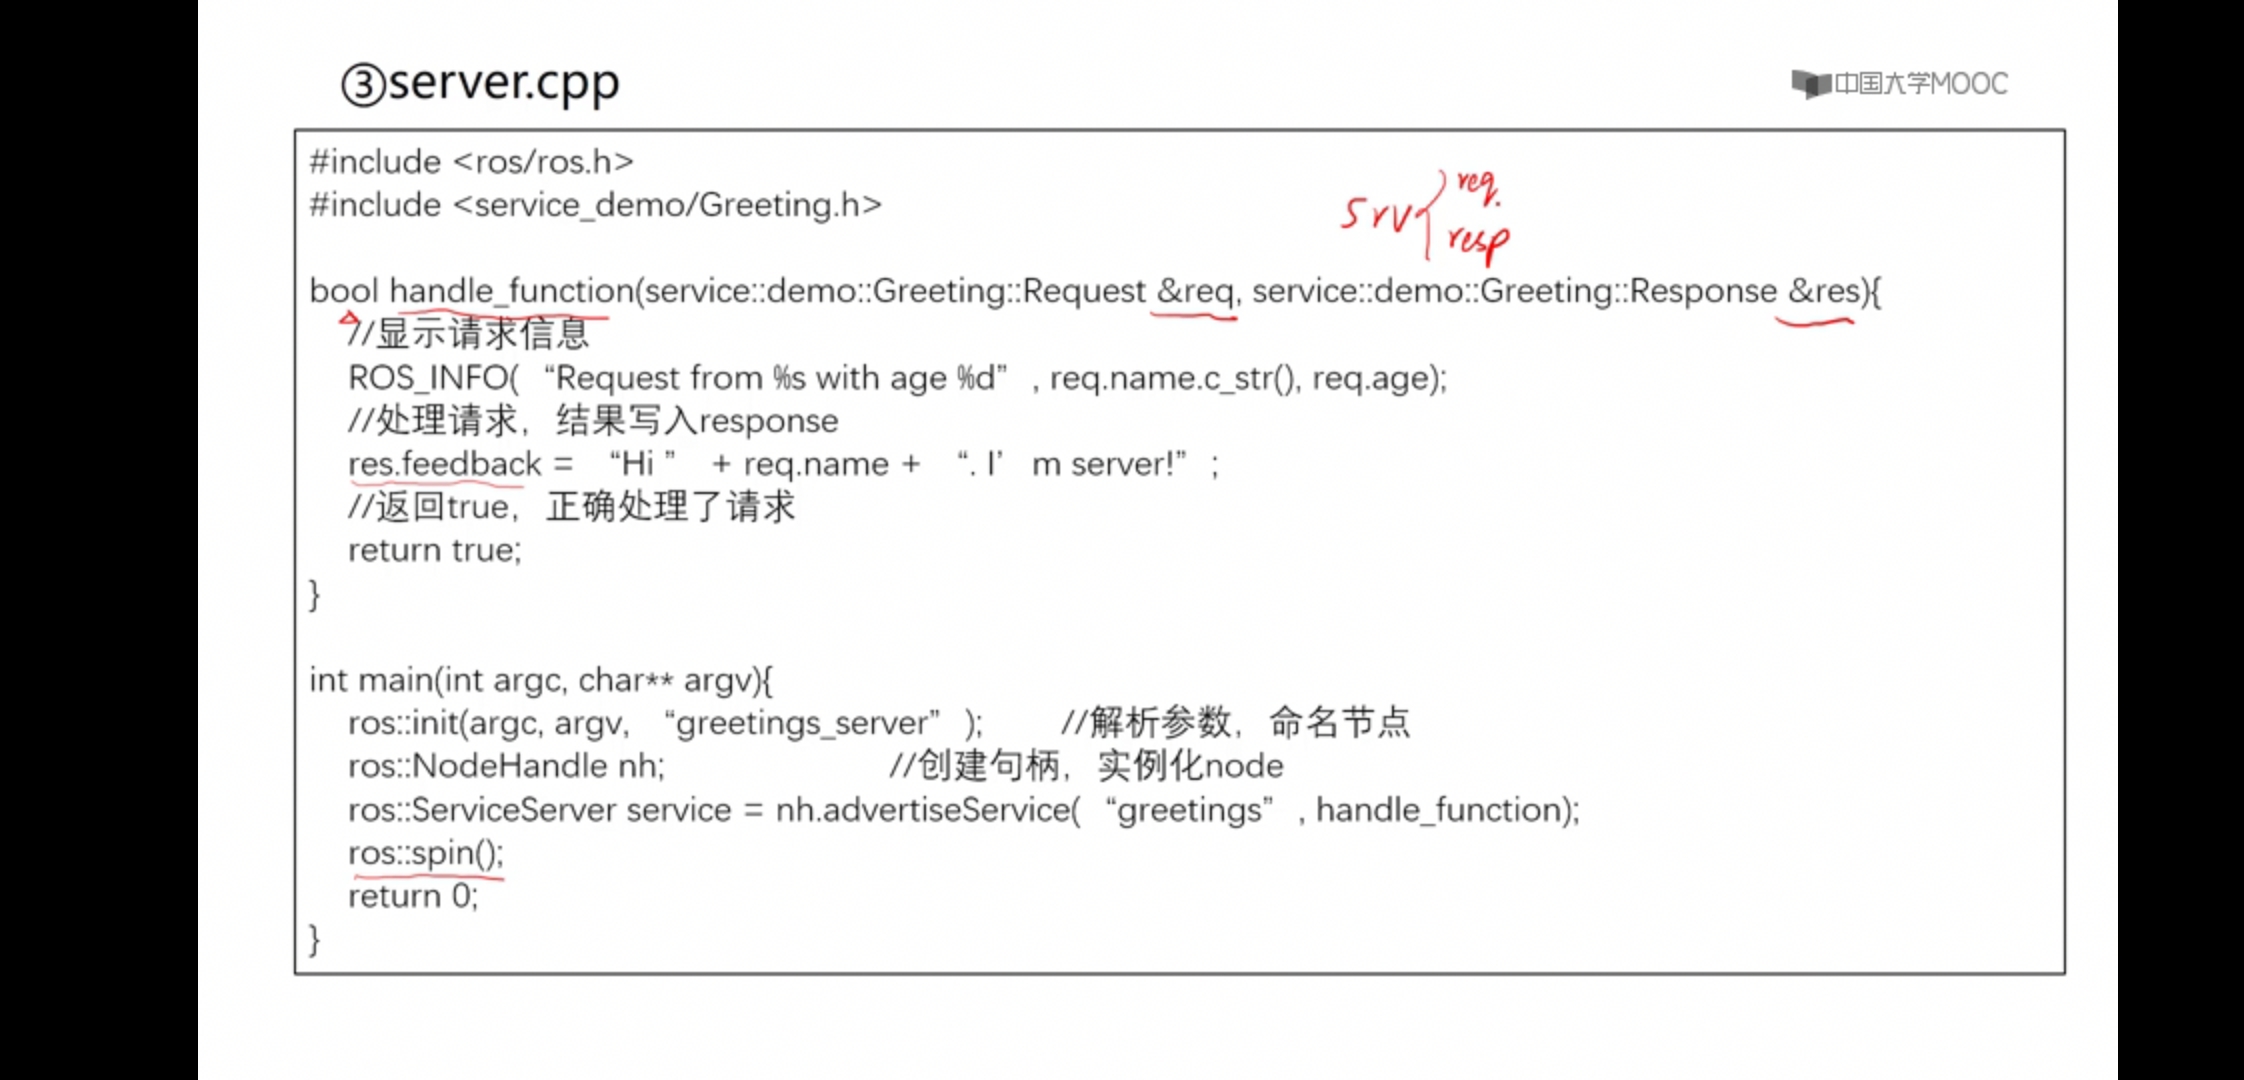 ③server.cpp
中国大学MOOC
#include <ros/ros.h>
#include <service_demo/Greeting.h>
srv { req.
resp
bool handle_function(service::demo::Greeting::Request &req, service::demo::Greeting::Response &res){
//显示请求信息
ROS_INFO( “Request from %s with age %d” , req.name.c_str(), req.age);
//处理请求，结果写入response
res.feedback = “Hi ” + req.name + “. I’ m server!” ;
//返回true，正确处理了请求
return true;
}
int main(int argc, char** argv){
ros::init(argc, argv, “greetings_server” ); //解析参数，命名节点
ros::NodeHandle nh; //创建句柄，实例化node
ros::ServiceServer service = nh.advertiseService( “greetings” , handle_function);
ros::spin();
return 0;
}